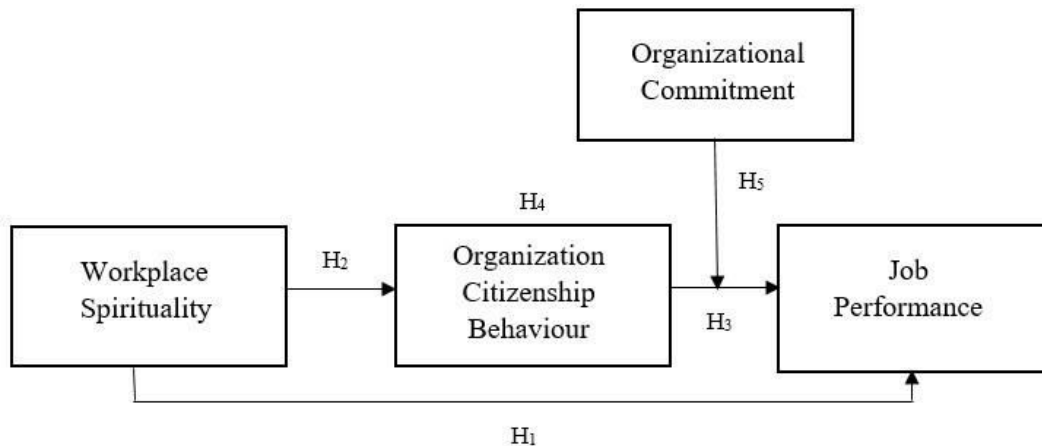 Organizational
Commitment
H₅
H₄
Workplace
Spirituality
H₂
Organization
Citizenship
Behaviour
H₃
Job
Performance
H₁